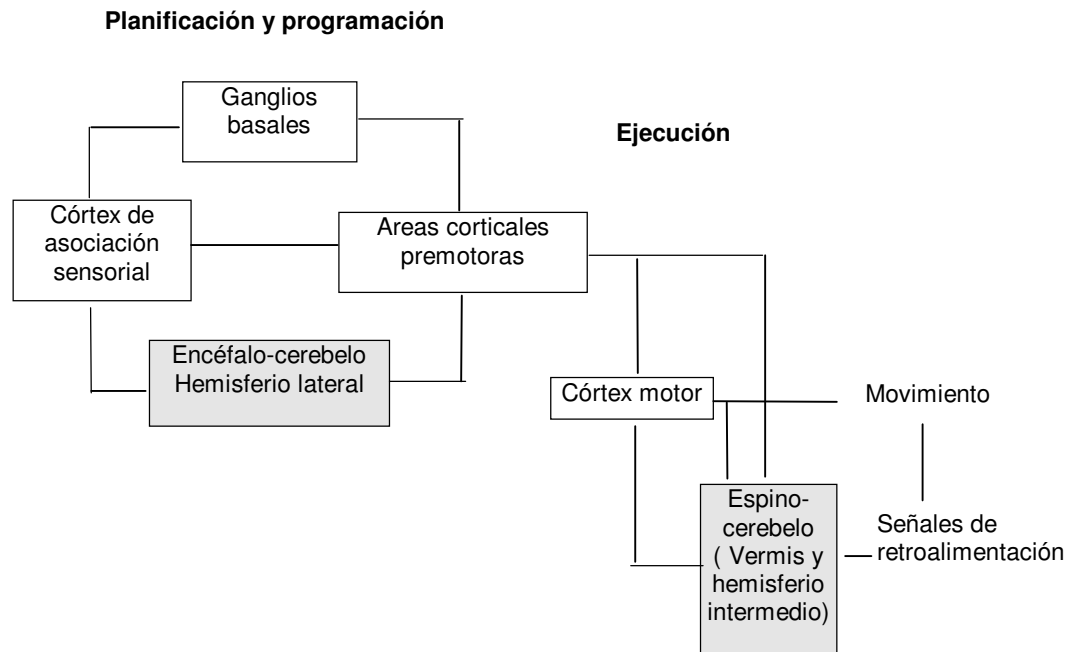 Planificación y programación
Ganglios
basales
Ejecución
Córtex de
asociación
sensorial
Areas corticales
premotoras
Encéfalo-cerebelo
Hemisferio lateral
Córtex motor
Movimiento
Espino-
cerebelo
( Vermis y
hemisferio
intermedio)
Señales de
retroalimentación